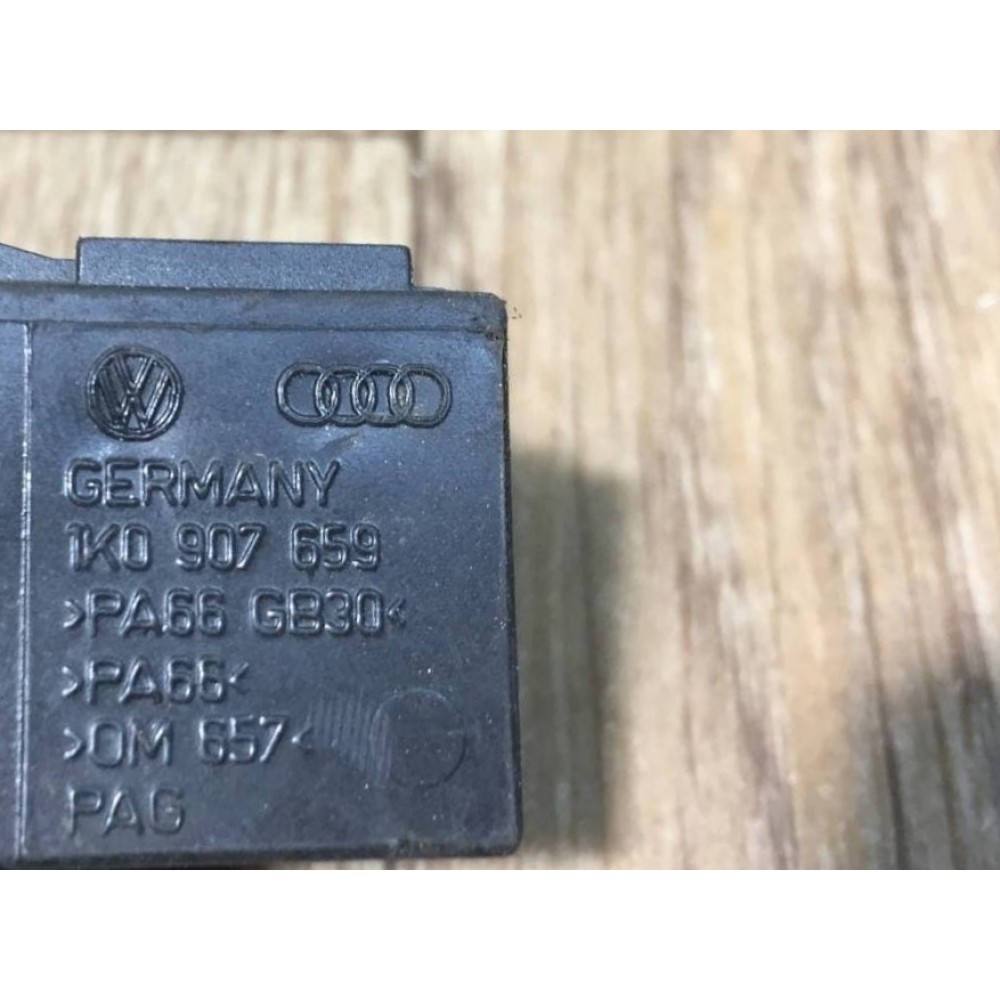 GERMANY
1K0 907 659
>PA66 GB30<
>PA66<
>OM 657<
PAG